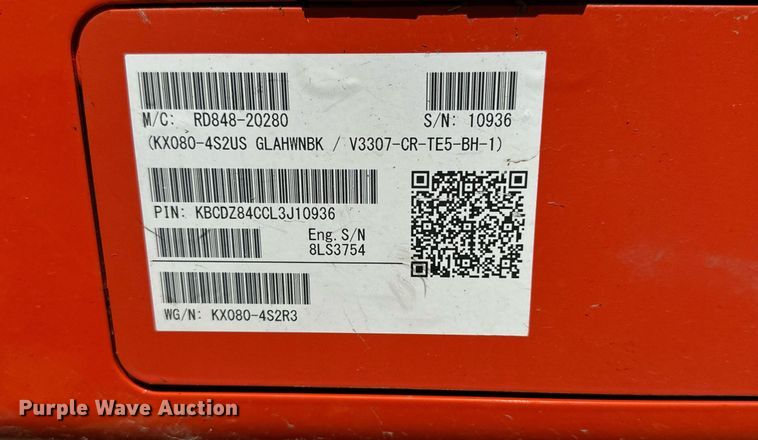 M/C: RD848-20280 S/N: 10936
(KX080-4S2US GLAHWNBK / V3307-CR-TE5-BH-1)
PIN: KBCDZ84CCL3J10936
Eng. S/N
8LS3754
WG/N: KX080-4S2R3
Purple Wave Auction